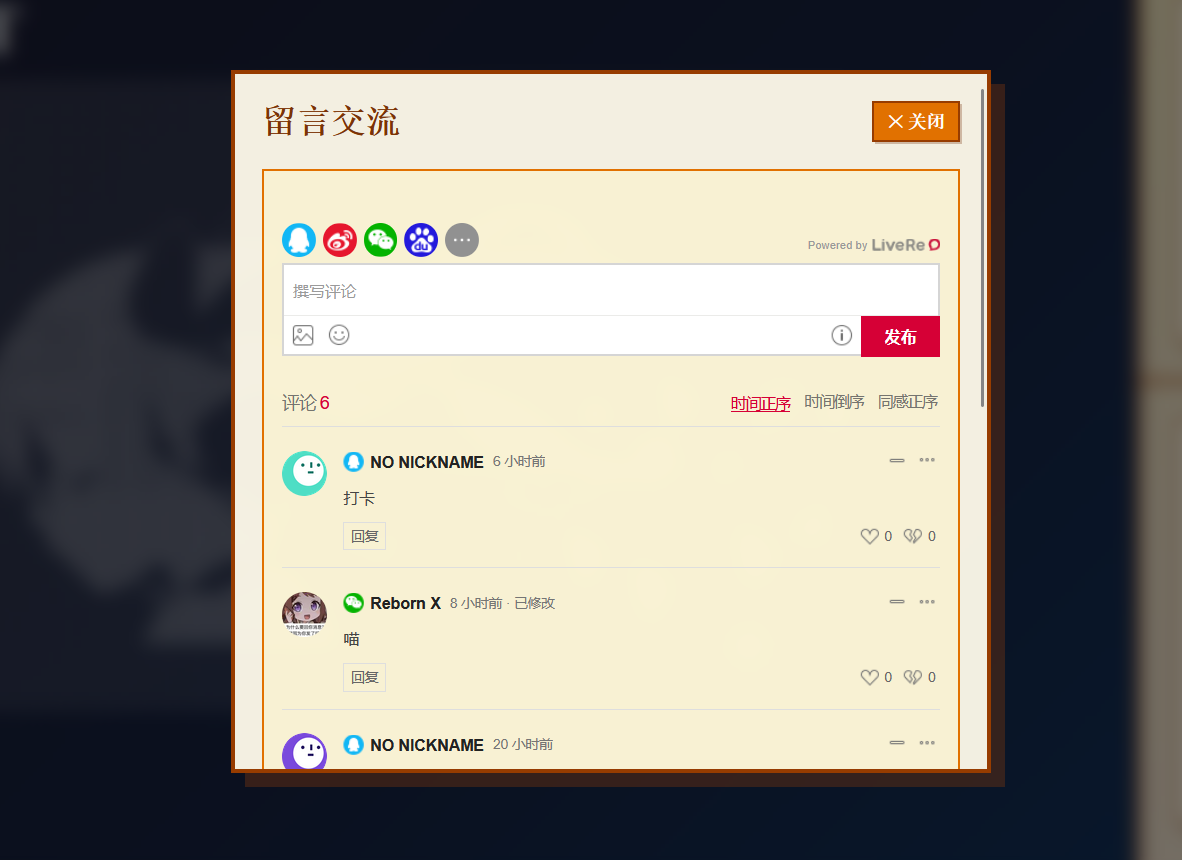 留言交流
关闭
du
Powered by LiveRe
撰写评论
发布
评论 6
时间正序 时间倒序 同感正序
NO NICKNAME 6 小时前
打卡
回复
0 0
Reborn X 8 小时前 · 已修改
喵
回复
0 0
NO NICKNAME 20 小时前